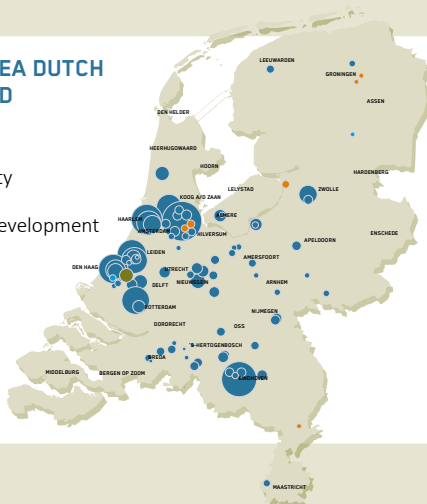 EA DUTCH
D
ty
evelopment
LEEUWARDEN
GRONINGEN
ASSEN
DEN HELDER
HEERHUGOWAARD
HOORN
HARDENBERG
LELYSTAD
ZWOLLE
KOOG A/D ZAAN
HAARLEM
ALMERE
AMSTERDAM
HILVERSUM
ENSCHEDE
APELDOORN
LEIDEN
AMERSFOORT
DEN HAAG
UTRECHT
NIEUWEGEIN
ARNHEM
DELFT
ROTTERDAM
NIJMEGEN
DORDRECHT
OSS
'S-HERTOGENBOSCH
BREDA
MIDDELBURG
BERGEN OP ZOOM
EINDHOVEN
MAASTRICHT